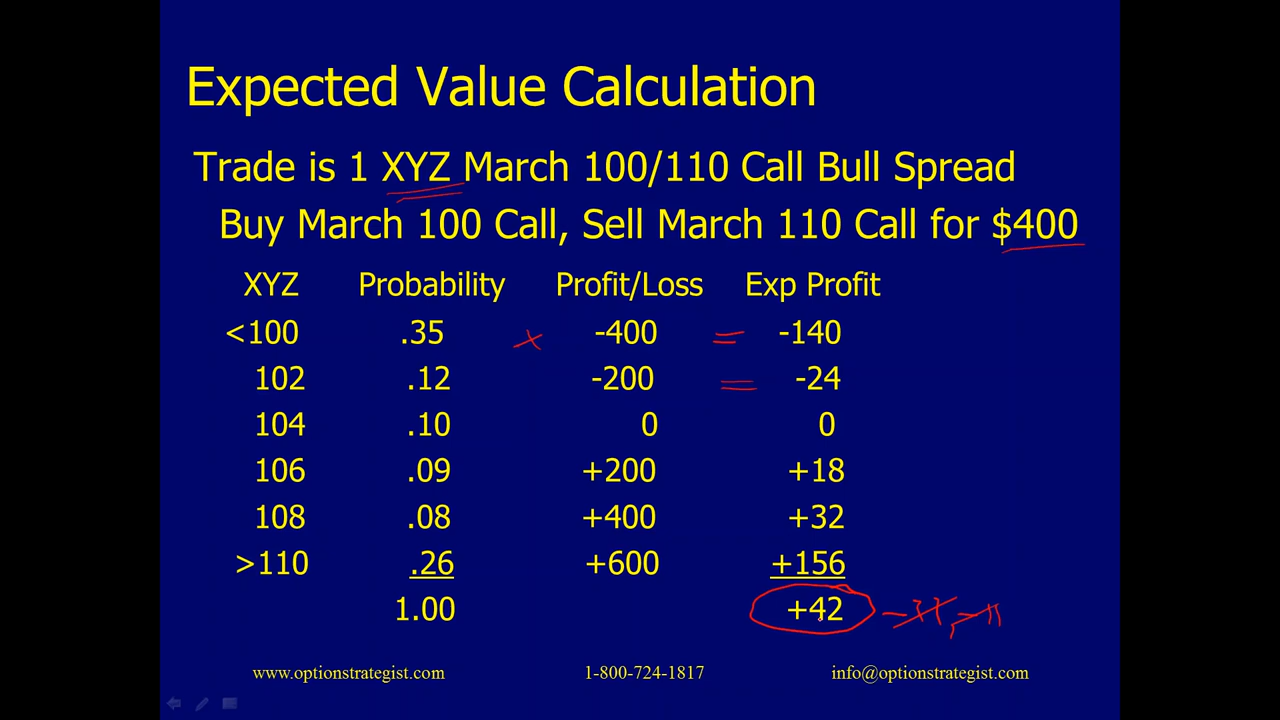 Expected Value Calculation
Trade is 1 XYZ March 100/110 Call Bull Spread
Buy March 100 Call, Sell March 110 Call for $400
XYZ Probability Profit/Loss Exp Profit
<100 .35 × -400 = -140
102 .12 -200 = -24
104 .10 0 0
106 .09 +200 +18
108 .08 +400 +32
>110 .26 +600 +156
1.00 +42
www.optionstrategist.com 1-800-724-1817 info@optionstrategist.com